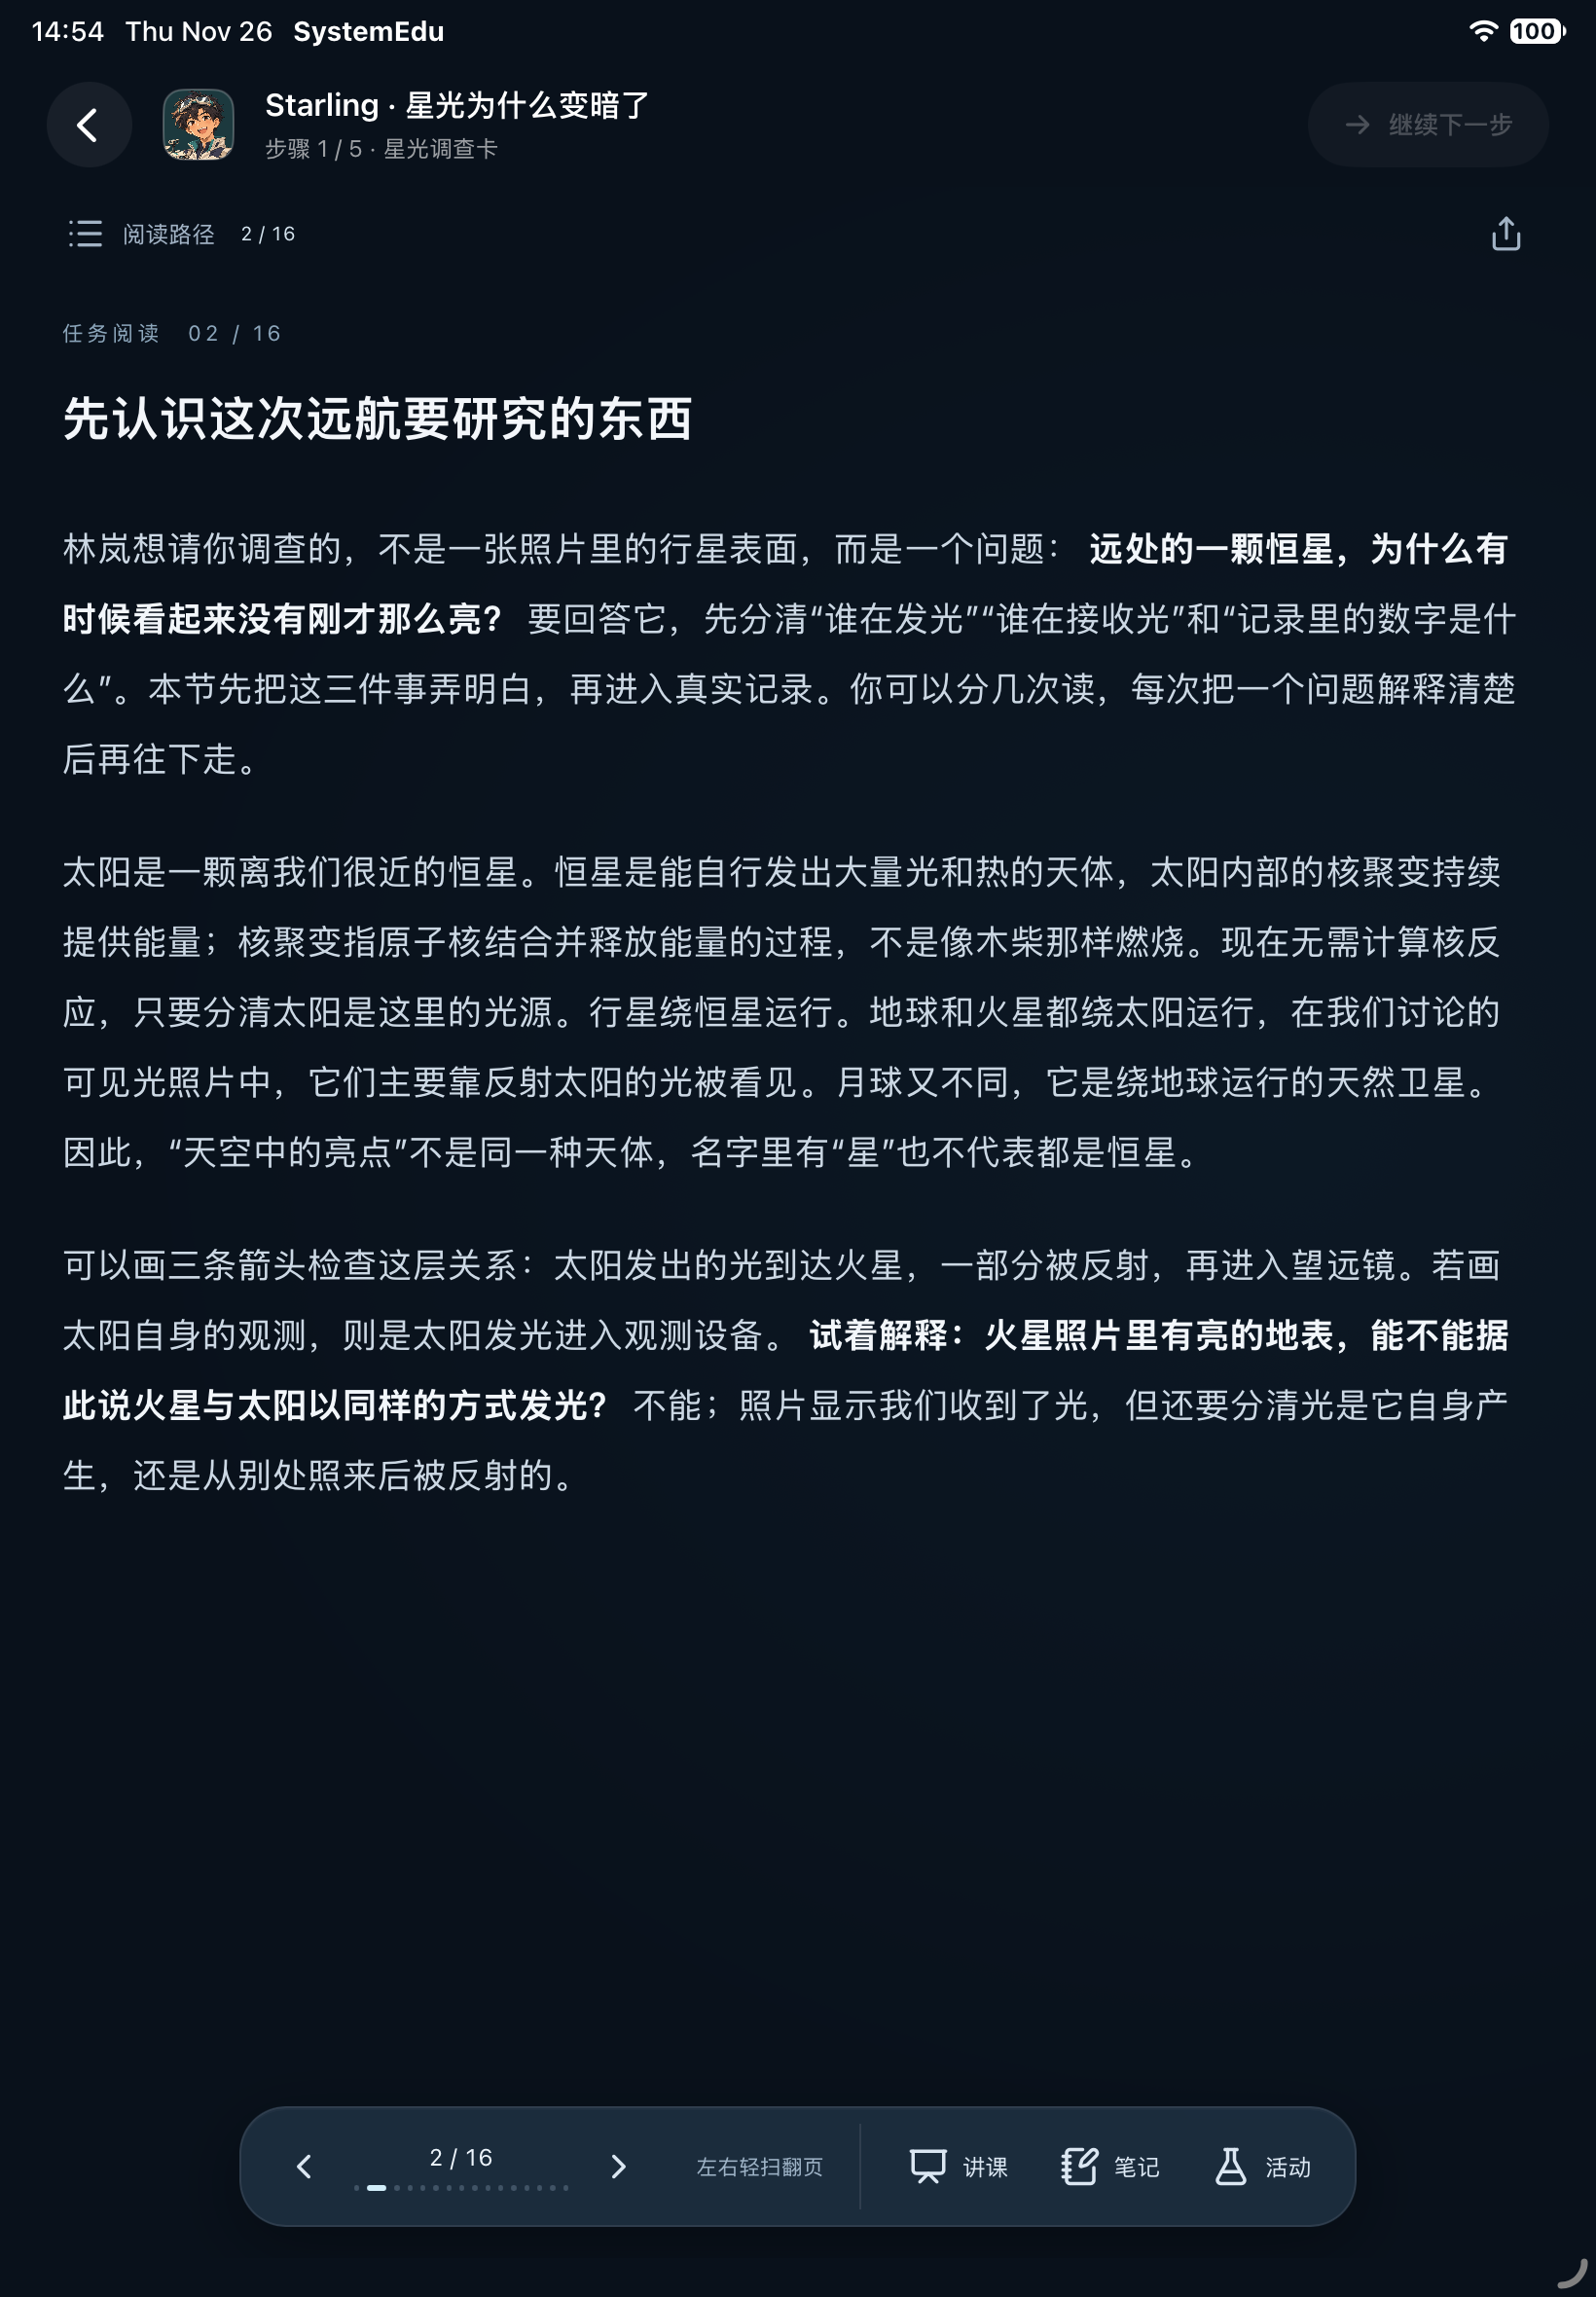 14:54 Thu Nov 26 SystemEdu
100
Starling · 星光为什么变暗了
步骤 1 / 5 · 星光调查卡
继续下一步
阅读路径 2 / 16
任务阅读 02 / 16
先认识这次远航要研究的东西
林岚想请你调查的，不是一张照片里的行星表面，而是一个问题： 远处的一颗恒星，为什么有
时候看起来没有刚才那么亮？ 要回答它，先分清“谁在发光”“谁在接收光”和“记录里的数字是什
么”。本节先把这三件事弄明白，再进入真实记录。你可以分几次读，每次把一个问题解释清楚
后再往下走。
太阳是一颗离我们很近的恒星。恒星是能自行发出大量光和热的天体，太阳内部的核聚变持续
提供能量；核聚变指原子核结合并释放能量的过程，不是像木柴那样燃烧。现在无需计算核反
应，只要分清太阳是这里的光源。行星绕恒星运行。地球和火星都绕太阳运行，在我们讨论的
可见光照片中，它们主要靠反射太阳的光被看见。月球又不同，它是绕地球运行的天然卫星。
因此，“天空中的亮点”不是同一种天体，名字里有“星”也不代表都是恒星。
可以画三条箭头检查这层关系：太阳发出的光到达火星，一部分被反射，再进入望远镜。若画
太阳自身的观测，则是太阳发光进入观测设备。 试着解释：火星照片里有亮的地表，能不能据
此说火星与太阳以同样的方式发光？ 不能；照片显示我们收到了光，但还要分清光是它自身产
生，还是从别处照来后被反射的。
2 / 16
左右轻扫翻页
讲课
笔记
活动